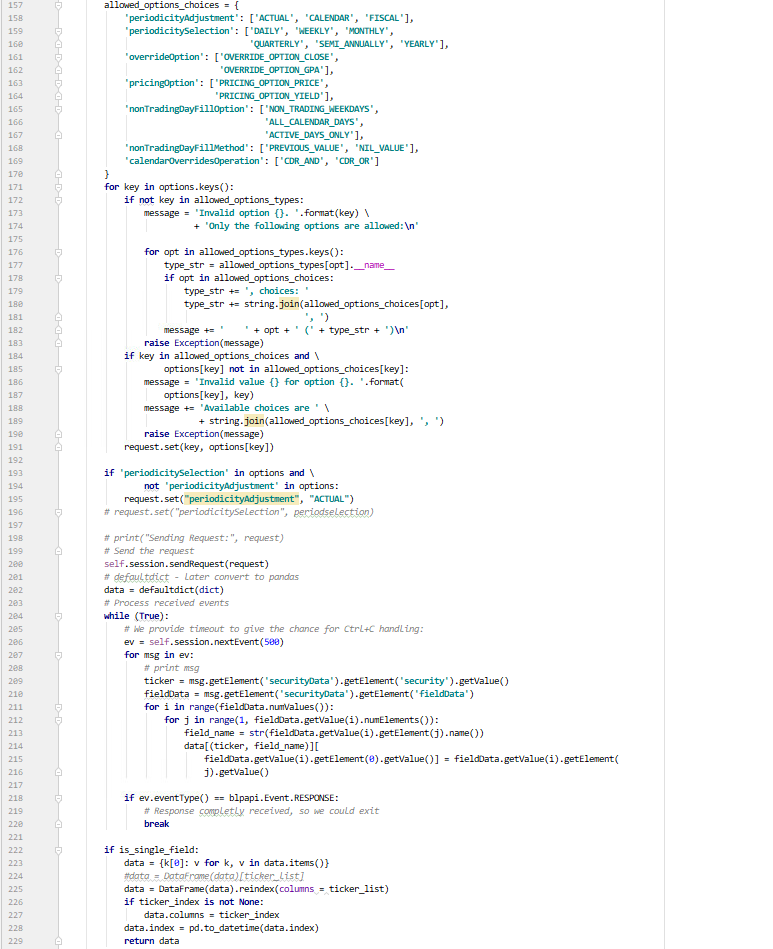 157 allowed_options_choices = {
158     'periodicityAdjustment': ['ACTUAL', 'CALENDAR', 'FISCAL'],
159     'periodicitySelection': ['DAILY', 'WEEKLY', 'MONTHLY',
160                              'QUARTERLY', 'SEMI_ANNUALLY', 'YEARLY'],
161     'overrideOption': ['OVERRIDE_OPTION_CLOSE',
162                        'OVERRIDE_OPTION_GPA'],
163     'pricingOption': ['PRICING_OPTION_PRICE',
164                       'PRICING_OPTION_YIELD'],
165     'nonTradingDayFillOption': ['NON_TRADING_WEEKDAYS',
166                                 'ALL_CALENDAR_DAYS',
167                                 'ACTIVE_DAYS_ONLY'],
168     'nonTradingDayFillMethod': ['PREVIOUS_VALUE', 'NIL_VALUE'],
169     'calendarOverridesOperation': ['CDR_AND', 'CDR_OR']
170 }
171 for key in options.keys():
172     if not key in allowed_options_types:
173         message = 'Invalid option {}. '.format(key) \
174                   + 'Only the following options are allowed:\n'
175
176         for opt in allowed_options_types.keys():
177             type_str = allowed_options_types[opt].__name__
178             if opt in allowed_options_choices:
179                 type_str += ', choices: '
180                 type_str += string.join(allowed_options_choices[opt],
181                                         ', ')
182             message += '    ' + opt + ' (' + type_str + ')\n'
183         raise Exception(message)
184     if key in allowed_options_choices and \
185             options[key] not in allowed_options_choices[key]:
186         message = 'Invalid value {} for option {}. '.format(
187             options[key], key)
188         message += 'Available choices are ' \
189                    + string.join(allowed_options_choices[key], ', ')
190         raise Exception(message)
191     request.set(key, options[key])
192
193 if 'periodicitySelection' in options and \
194         not 'periodicityAdjustment' in options:
195     request.set("periodicityAdjustment", "ACTUAL")
196 # request.set("periodicitySelection", periodselection)
197
198 # print("Sending Request:", request)
199 # Send the request
200 self.session.sendRequest(request)
201 # defaultdict - later convert to pandas
202 data = defaultdict(dict)
203 # Process received events
204 while (True):
205     # We provide timeout to give the chance for Ctrl+C handling:
206     ev = self.session.nextEvent(500)
207     for msg in ev:
208         # print msg
209         ticker = msg.getElement('securityData').getElement('security').getValue()
210         fieldData = msg.getElement('securityData').getElement('fieldData')
211         for i in range(fieldData.numValues()):
212             for j in range(1, fieldData.getValue(i).numElements()):
213                 field_name = str(fieldData.getValue(i).getElement(j).name())
214                 data[(ticker, field_name)][
215                     fieldData.getValue(i).getElement(0).getValue()] = fieldData.getValue(i).getElement(
216                     j).getValue()
217
218     if ev.eventType() == blpapi.Event.RESPONSE:
219         # Response completly received, so we could exit
220         break
221
222 if is_single_field:
223     data = {k[0]: v for k, v in data.items()}
224     #data = DataFrame(data)[ticker_list]
225     data = DataFrame(data).reindex(columns = ticker_list)
226     if ticker_index is not None:
227         data.columns = ticker_index
228     data.index = pd.to_datetime(data.index)
229     return data